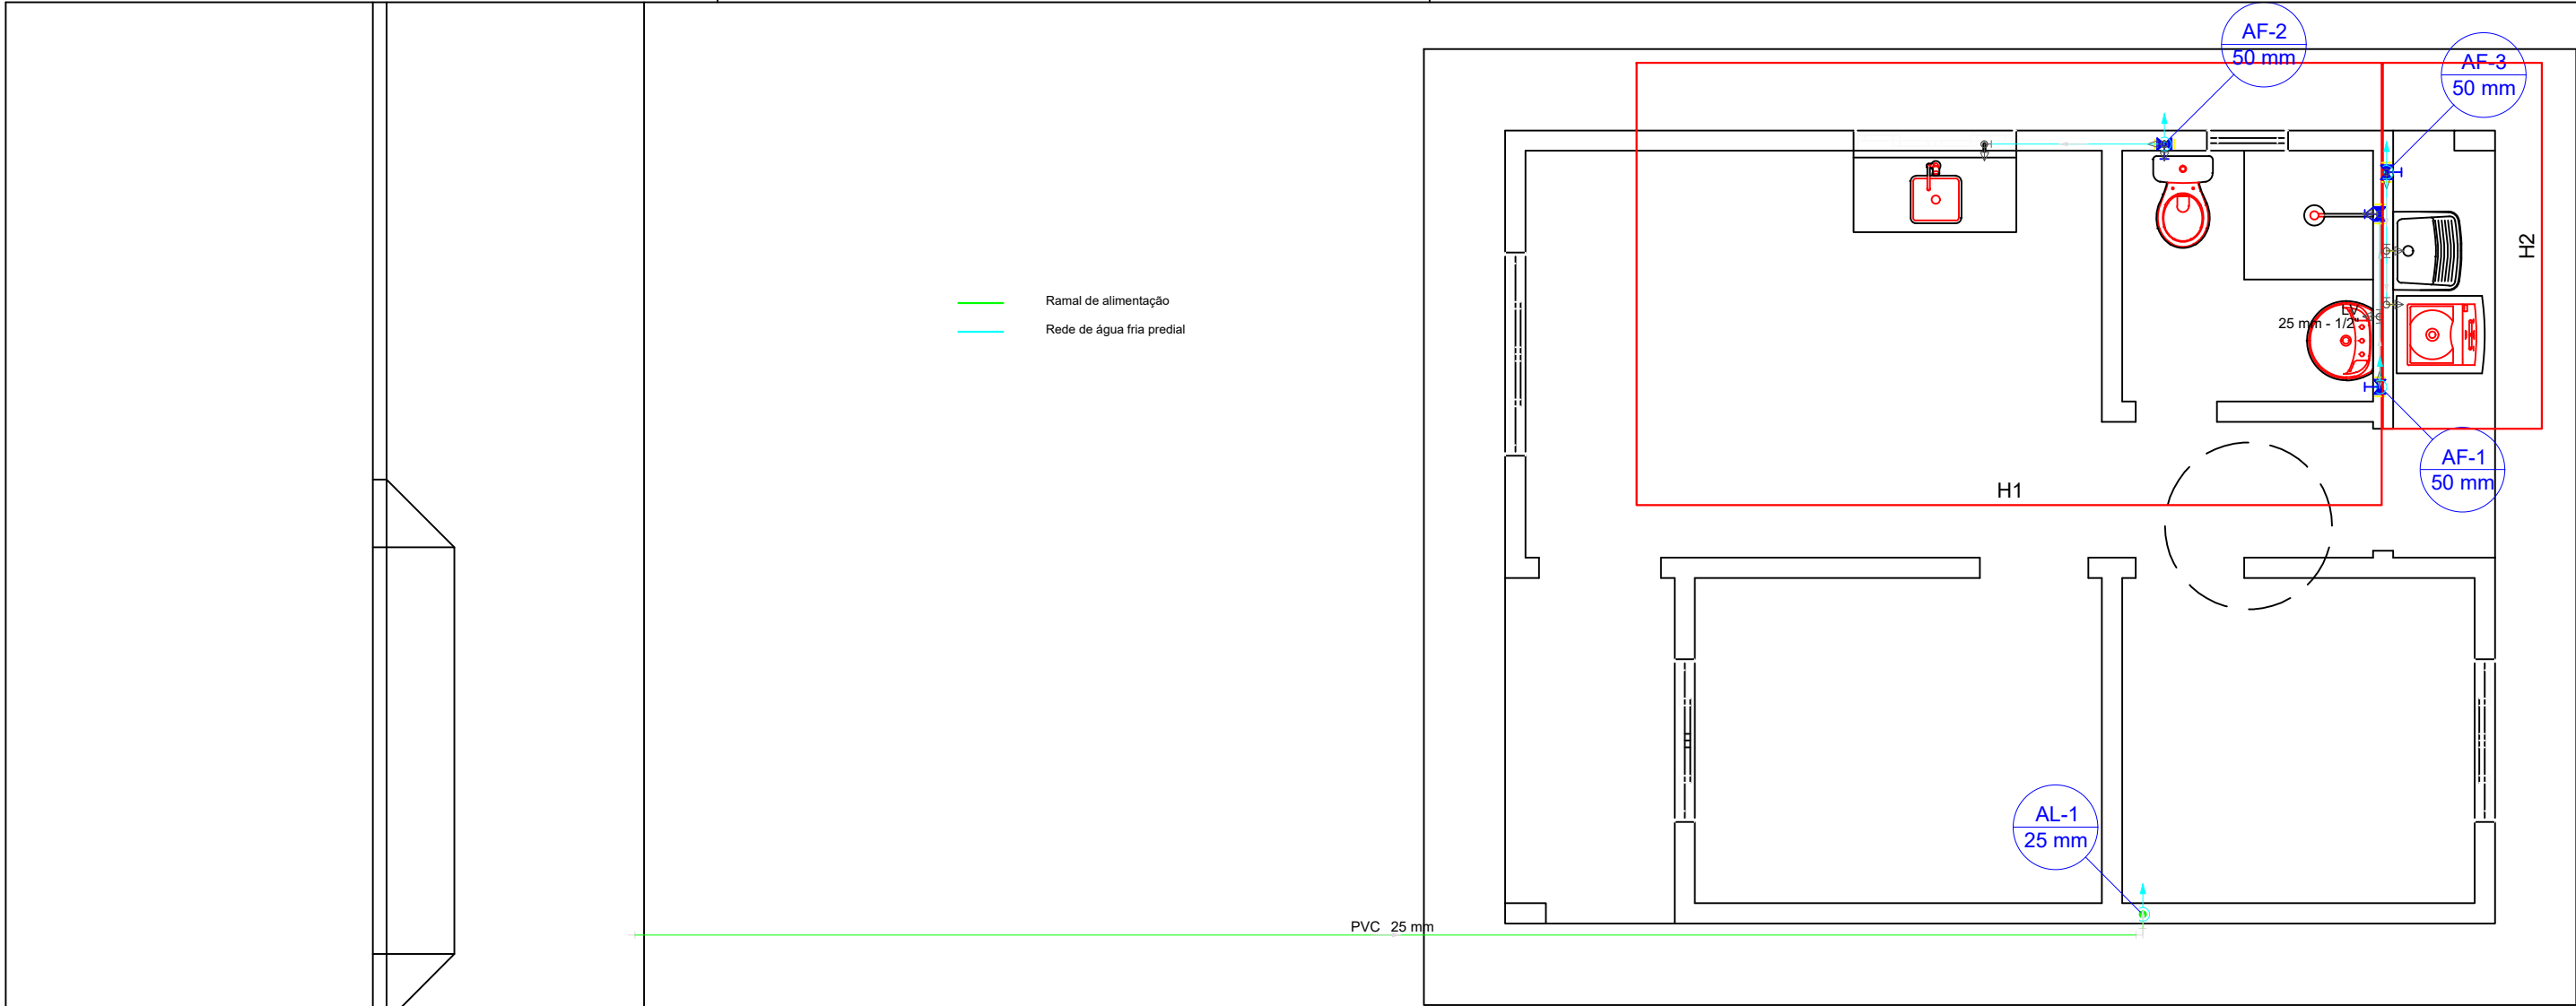 AF-2
50 mm
AF-3
50 mm
H2
Ramal de alimentação
Rede de água fria predial
LV
25 mm - 1/2"
AF-1
50 mm
H1
AL-1
25 mm
PVC 25 mm